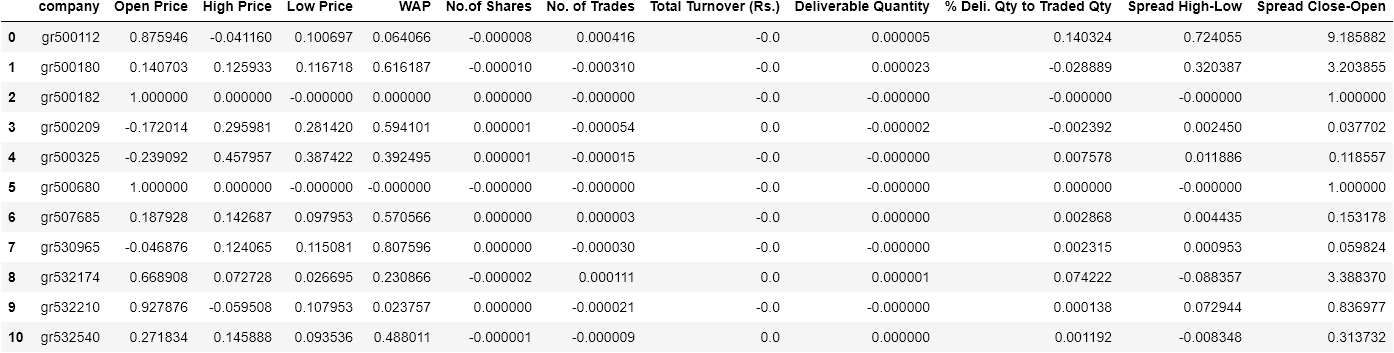 company Open Price High Price Low Price WAP No.of Shares No. of Trades Total Turnover (Rs.) Deliverable Quantity % Deli. Qty to Traded Qty Spread High-Low Spread Close-Open
0 gr500112 0.875946 -0.041160 0.100697 0.064066 -0.000008 0.000416 -0.0 0.000005 0.140324 0.724055 9.185882
1 gr500180 0.140703 0.125933 0.116718 0.616187 -0.000010 -0.000310 -0.0 0.000023 -0.028889 0.320387 3.203855
2 gr500182 1.000000 0.000000 -0.000000 0.000000 0.000000 -0.000000 -0.0 -0.000000 -0.000000 -0.000000 1.000000
3 gr500209 -0.172014 0.295981 0.281420 0.594101 0.000001 -0.000054 0.0 -0.000002 -0.002392 0.002450 0.037702
4 gr500325 -0.239092 0.457957 0.387422 0.392495 0.000001 -0.000015 -0.0 -0.000000 0.007578 0.011886 0.118557
5 gr500680 1.000000 0.000000 -0.000000 -0.000000 -0.000000 -0.000000 -0.0 -0.000000 0.000000 -0.000000 1.000000
6 gr507685 0.187928 0.142687 0.097953 0.570566 0.000000 0.000003 -0.0 0.000000 0.002868 0.004435 0.153178
7 gr530965 -0.046876 0.124065 0.115081 0.807596 0.000000 -0.000030 -0.0 -0.000000 0.002315 0.000953 0.059824
8 gr532174 0.668908 0.072728 0.026695 0.230866 -0.000002 0.000111 0.0 0.000001 0.074222 -0.088357 3.388370
9 gr532210 0.927876 -0.059508 0.107953 0.023757 0.000000 -0.000021 -0.0 -0.000000 0.000138 0.072944 0.836977
10 gr532540 0.271834 0.145888 0.093536 0.488011 -0.000001 -0.000009 0.0 0.000000 0.001192 -0.008348 0.313732